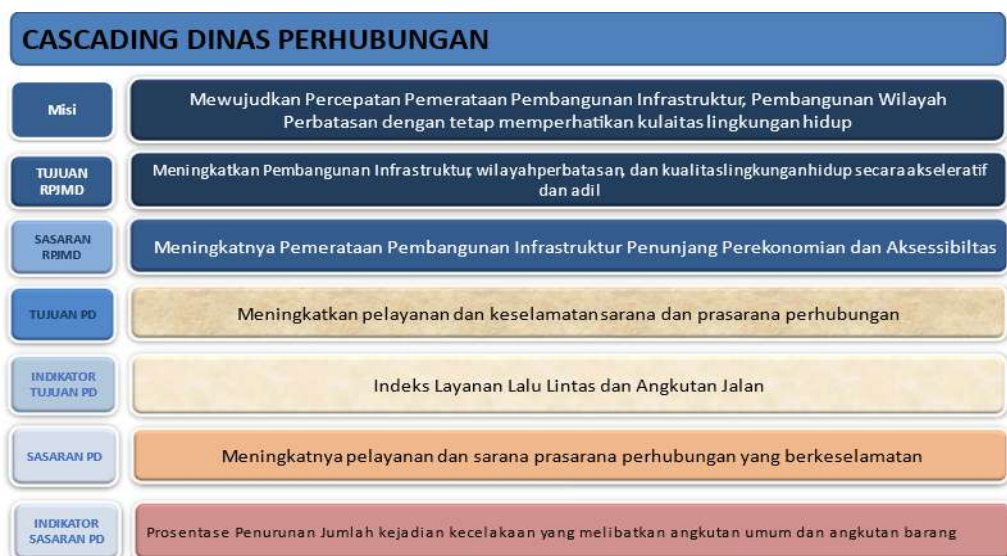 CASCADING DINAS PERHUBUNGAN
Misi
Mewujudkan Percepatan Pemerataan Pembangunan Infrastruktur, Pembangunan Wilayah
Perbatasan dengan tetap memperhatikan kulaitas lingkungan hidup
TUJUAN
RPJMD
Meningkatkan Pembangunan Infrastruktur, wilayahperbatasan, dan kualitaslingkunganhidup secaraakseleratif
dan adil
SASARAN
RPJMD
Meningkatnya Pemerataan Pembangunan Infrastruktur Penunjang Perekonomian dan Aksessibiltas
TUJUAN PD
Meningkatkan pelayanan dan keselamatan sarana dan prasarana perhubungan
INDIKATOR
TUJUAN PD
Indeks Layanan Lalu Lintas dan Angkutan Jalan
SASARAN PD
Meningkatnya pelayanan dan sarana prasarana perhubungan yang berkeselamatan
INDIKATOR
SASARAN PD
Prosentase Penurunan Jumlah kejadian kecelakaan yang melibatkan angkutan umum dan angkutan barang